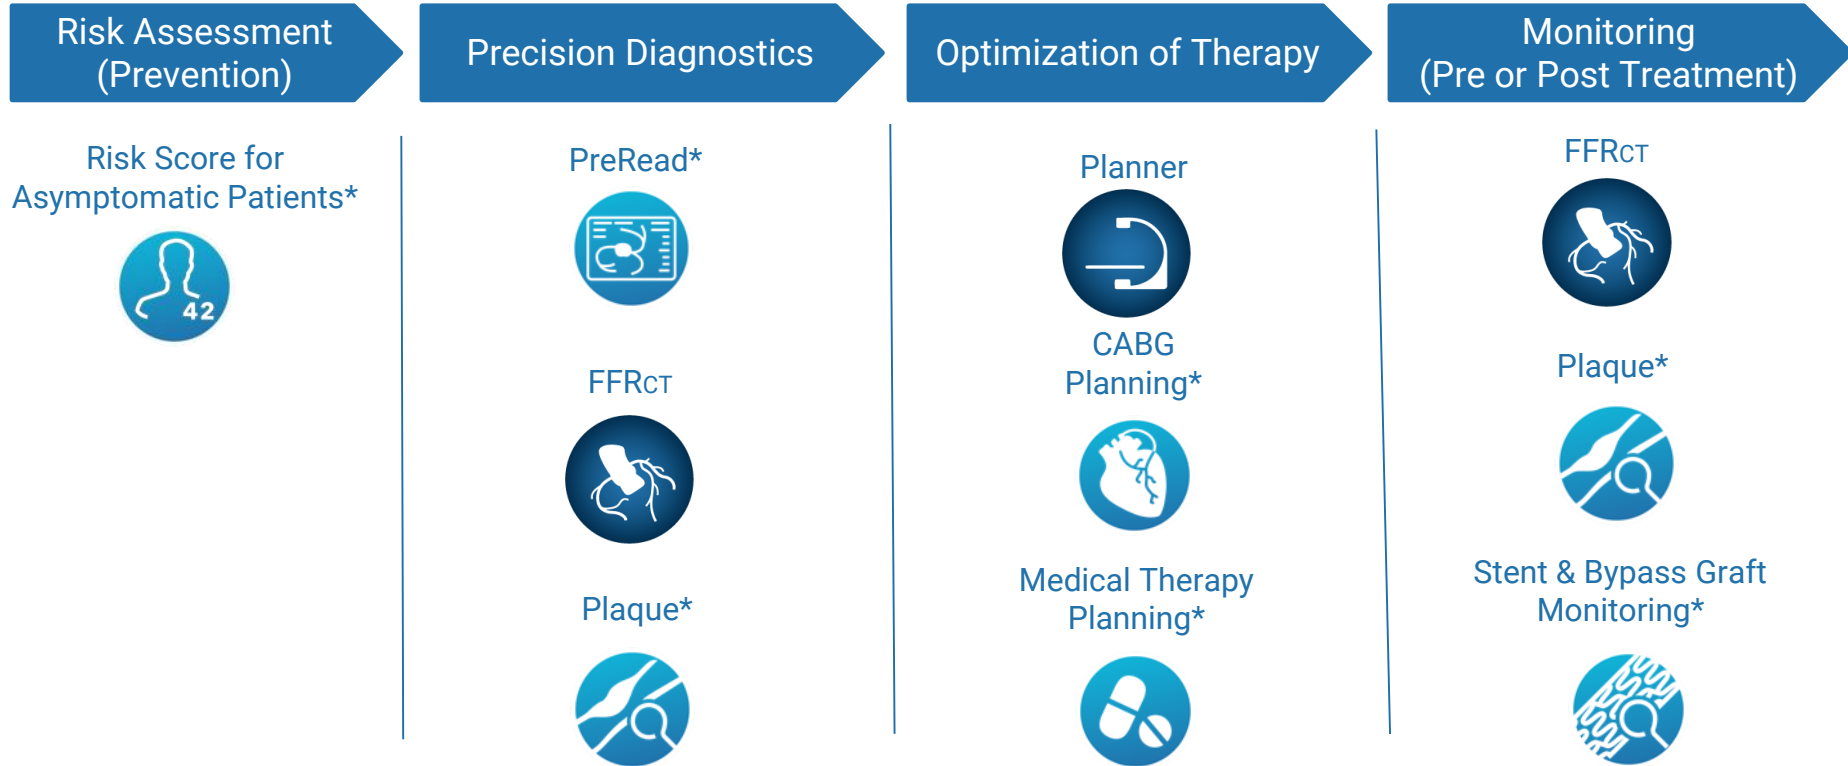 Risk Assessment
(Prevention)
Precision Diagnostics
Optimization of Therapy
Monitoring
(Pre or Post Treatment)
Risk Score for
Asymptomatic Patients*
42
PreRead*
FFRCT
Plaque*
Planner
CABG
Planning*
Medical Therapy
Planning*
FFRCT
Plaque*
Stent & Bypass Graft
Monitoring*